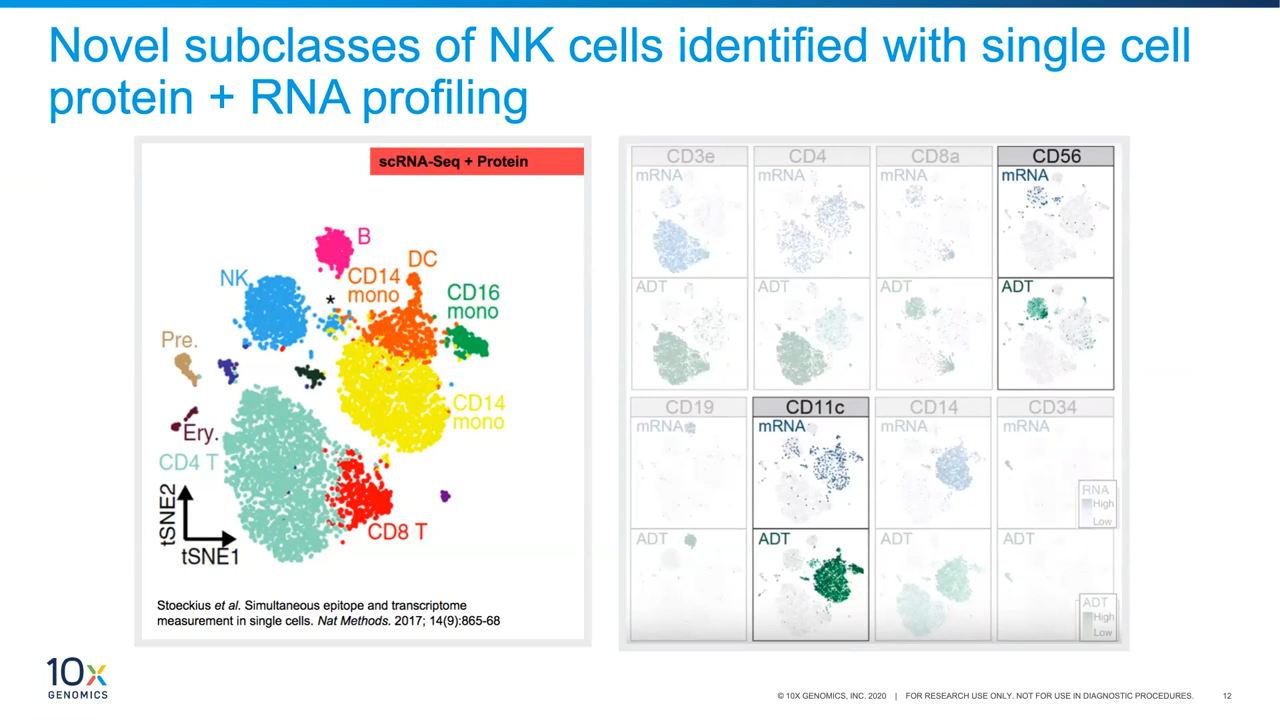 Novel subclasses of NK cells identified with single cell
protein + RNA profiling
scRNA-Seq + Protein
B
DC
NK
CD14
mono
*
CD16
mono
Pre.
CD14
mono
Ery.
CD4 T
CD8 T
tSNE2
tSNE1
Stoeckius et al. Simultaneous epitope and transcriptome
measurement in single cells. Nat Methods. 2017; 14(9):865-68
CD3e CD4 CD8a CD56
mRNA mRNA mRNA mRNA
ADT ADT ADT ADT
CD19 CD11c CD14 CD34
mRNA mRNA mRNA mRNA
RNA
High
Low
ADT ADT ADT ADT
ADT
High
Low
10x
GENOMICS
© 10X GENOMICS, INC. 2020 | FOR RESEARCH USE ONLY. NOT FOR USE IN DIAGNOSTIC PROCEDURES. 12